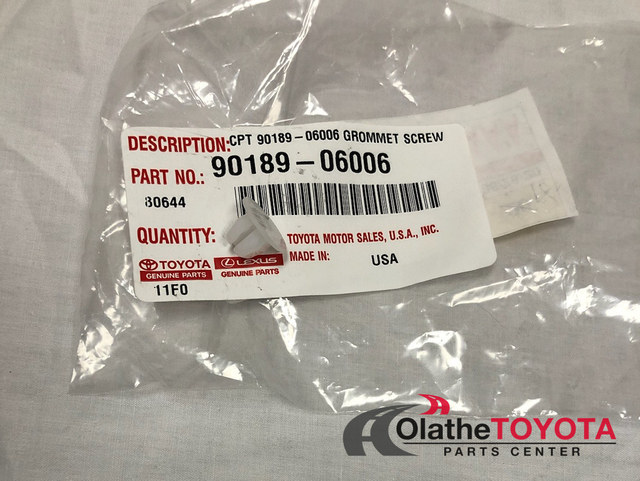 DESCRIPTION: CPT 90189-06006 GROMMET SCREW
PART NO.: 90189-06006
80644
QUANTITY:
TOYOTA MOTOR SALES, U.S.A., INC.
MADE IN: USA
TOYOTA
GENUINE PARTS
LEXUS
GENUINE PARTS
11F0
OlatheTOYOTA
PARTS CENTER